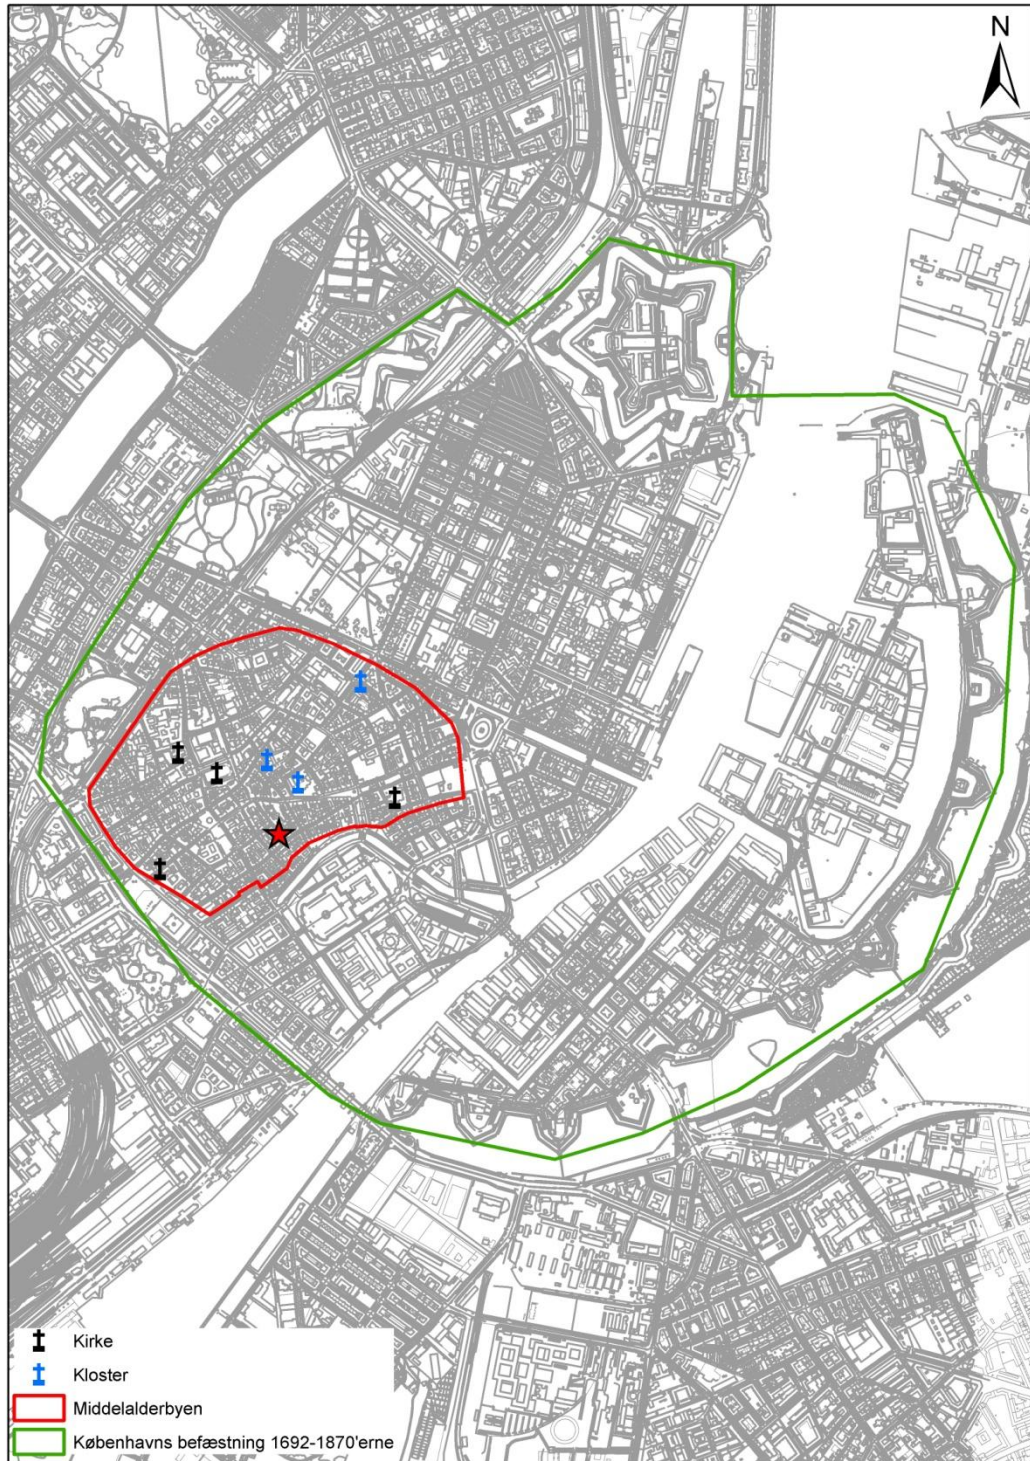 N
Kirke
Kloster
Middelalderbyen
Københavns befæstning 1692-1870'erne